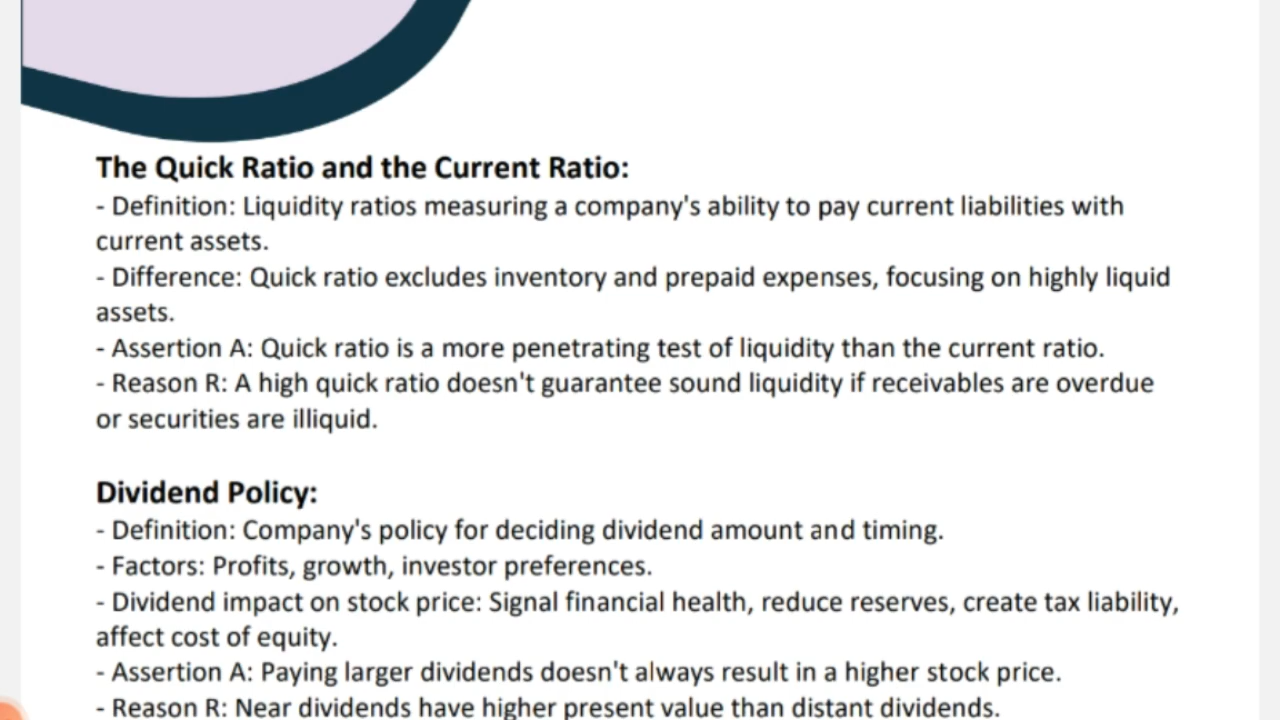 The Quick Ratio and the Current Ratio:
- Definition: Liquidity ratios measuring a company's ability to pay current liabilities with
current assets.
- Difference: Quick ratio excludes inventory and prepaid expenses, focusing on highly liquid
assets.
- Assertion A: Quick ratio is a more penetrating test of liquidity than the current ratio.
- Reason R: A high quick ratio doesn't guarantee sound liquidity if receivables are overdue
or securities are illiquid.
Dividend Policy:
- Definition: Company's policy for deciding dividend amount and timing.
- Factors: Profits, growth, investor preferences.
- Dividend impact on stock price: Signal financial health, reduce reserves, create tax liability,
affect cost of equity.
- Assertion A: Paying larger dividends doesn't always result in a higher stock price.
- Reason R: Near dividends have higher present value than distant dividends.